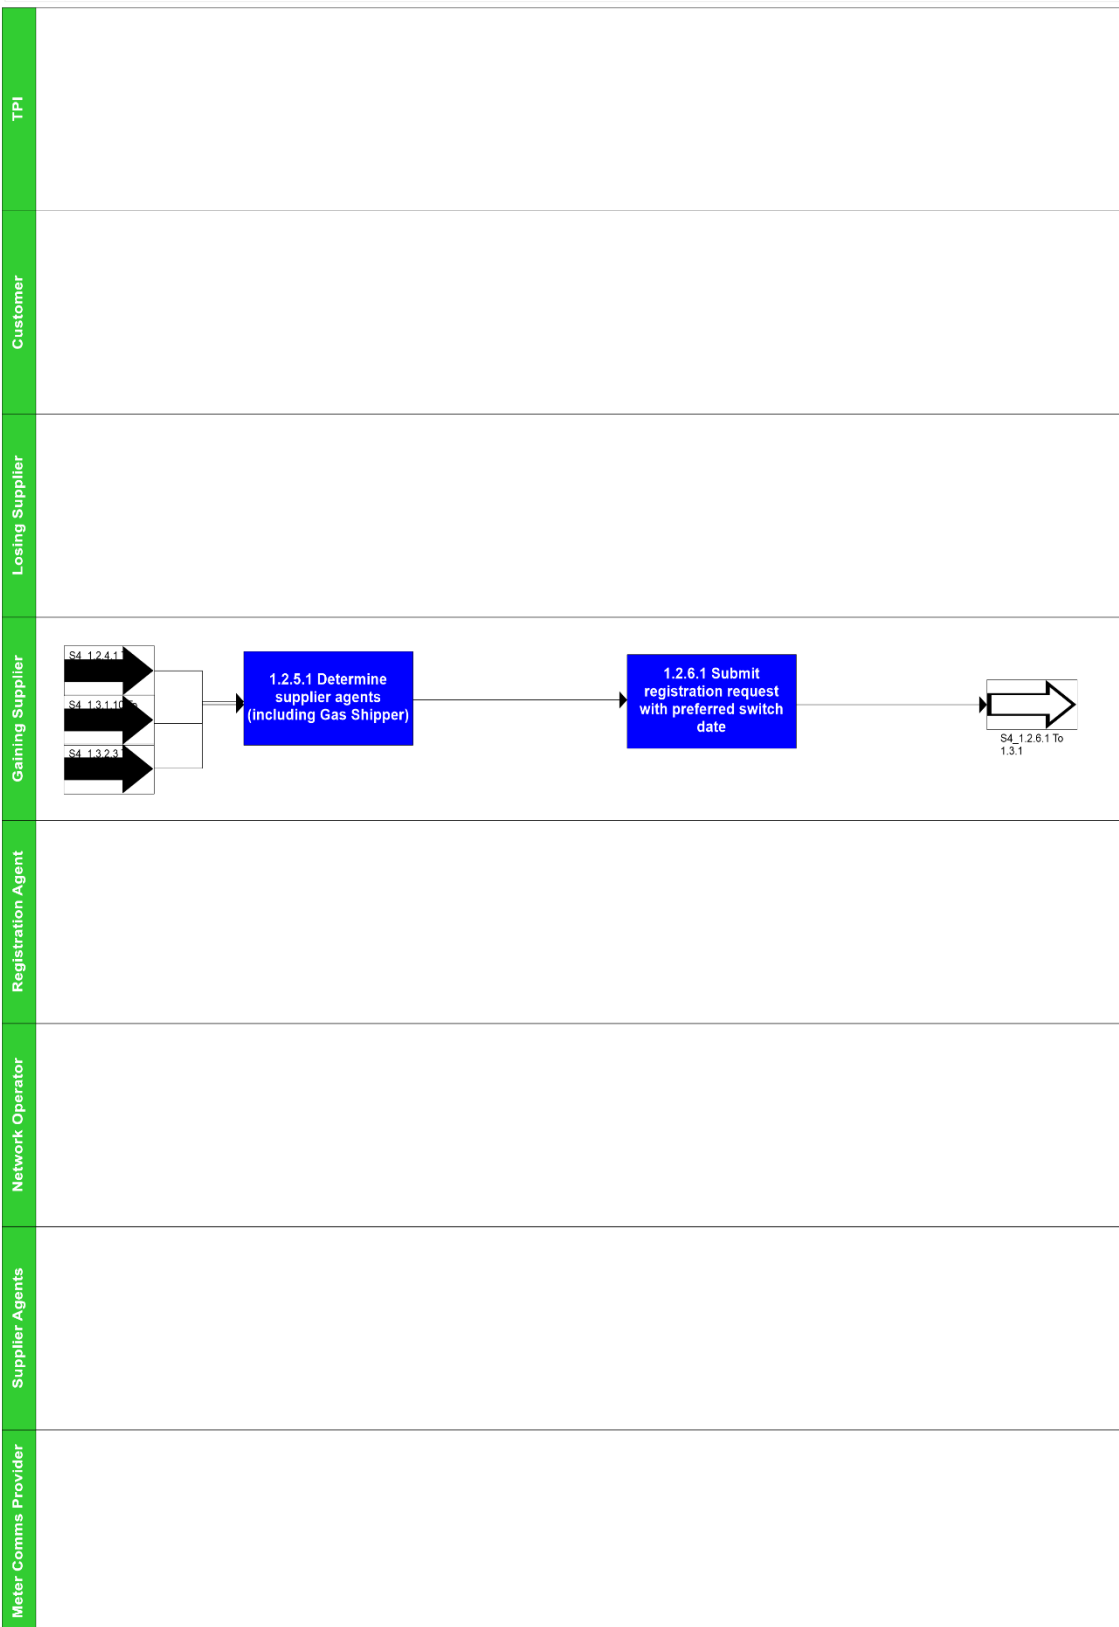 TPI
Customer
Losing Supplier
Gaining Supplier
S4_1.2.4.1
S4_1.3.1.10
S4_1.3.2.3
1.2.5.1 Determine
supplier agents
(including Gas Shipper)
1.2.6.1 Submit
registration request
with preferred switch
date
S4_1.2.6.1 To
1.3.1
Registration Agent
Network Operator
Supplier Agents
Meter Comms Provider